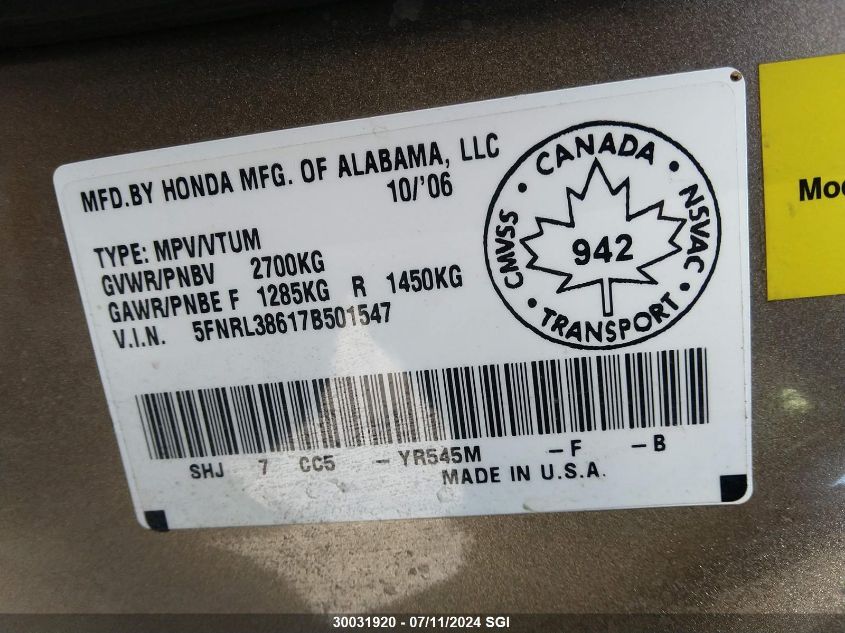 MFD.BY HONDA MFG. OF ALABAMA, LLC
10/'06
TYPE: MPV/VTUM
GVWR/PNBV 2700KG
GAWR/PNBE F 1285KG R 1450KG
V.I.N. 5FNRL38617B501547
CANADA
CMVSS
NSVAC
942
TRANSPORT
SHJ 7 CC5 - YR545M - F - B
MADE IN U.S.A.
30031920 - 07/11/2024 SGI